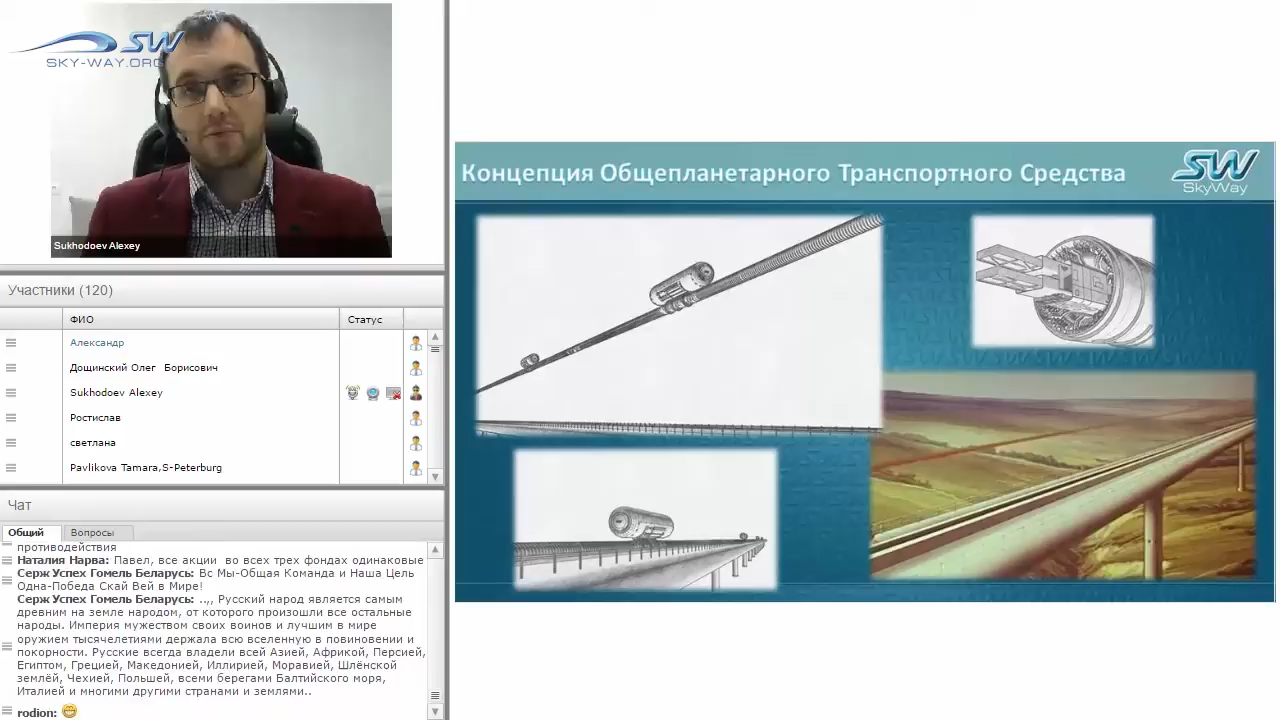 SW
SKY-WAY.ORG
Sukhodoev Alexey
Участники (120)
ФИО
Статус
Александр
Дощинский Олег Борисович
Sukhodoev Alexey
Ростислав
светлана
Pavlikova Tamara,S-Peterburg
Чат
Общий
Вопросы
противодействия
Наталия Нарва: Павел, все акции во всех трех фондах одинаковые
Серж Успех Гомель Беларусь: Вс Мы-Общая Команда и Наша Цель
Одна-Победа Скай Вей в Мире!
Серж Успех Гомель Беларусь: ..,, Русский народ является самым
древним на земле народом, от которого произошли все остальные
народы. Империя мужеством своих воинов и лучшим в мире
оружием тысячелетиями держала всю вселенную в повиновении и
покорности. Русские всегда владели всей Азией, Африкой, Персией,
Египтом, Грецией, Македонией, Иллирией, Моравией, Шлёнской
землёй, Чехией, Польшей, всеми берегами Балтийского моря,
Италией и многими другими странами и землями..
rodion:
Концепция Общепланетарного Транспортного Средства
SW
SkyWay